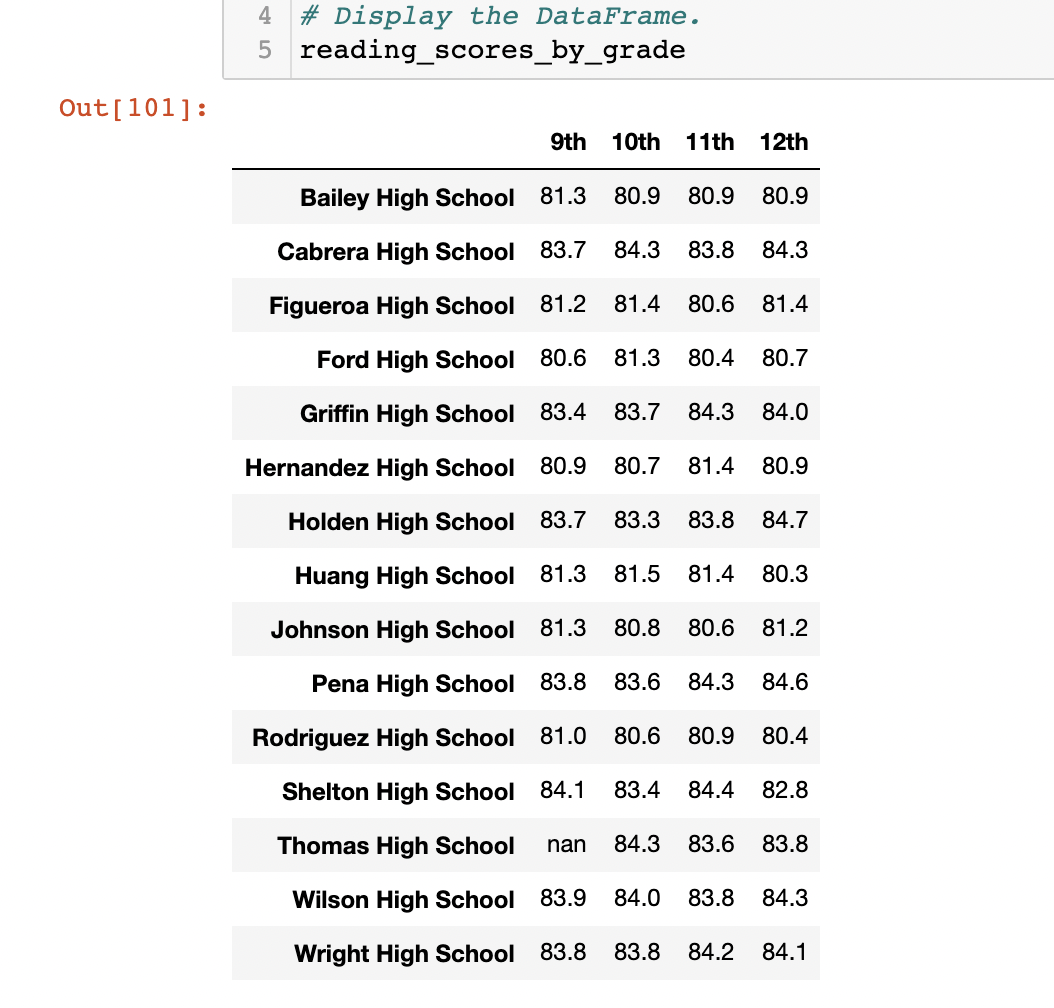 4 # Display the DataFrame.
5 reading_scores_by_grade
Out[101]:
9th 10th 11th 12th
Bailey High School 81.3 80.9 80.9 80.9
Cabrera High School 83.7 84.3 83.8 84.3
Figueroa High School 81.2 81.4 80.6 81.4
Ford High School 80.6 81.3 80.4 80.7
Griffin High School 83.4 83.7 84.3 84.0
Hernandez High School 80.9 80.7 81.4 80.9
Holden High School 83.7 83.3 83.8 84.7
Huang High School 81.3 81.5 81.4 80.3
Johnson High School 81.3 80.8 80.6 81.2
Pena High School 83.8 83.6 84.3 84.6
Rodriguez High School 81.0 80.6 80.9 80.4
Shelton High School 84.1 83.4 84.4 82.8
Thomas High School nan 84.3 83.6 83.8
Wilson High School 83.9 84.0 83.8 84.3
Wright High School 83.8 83.8 84.2 84.1